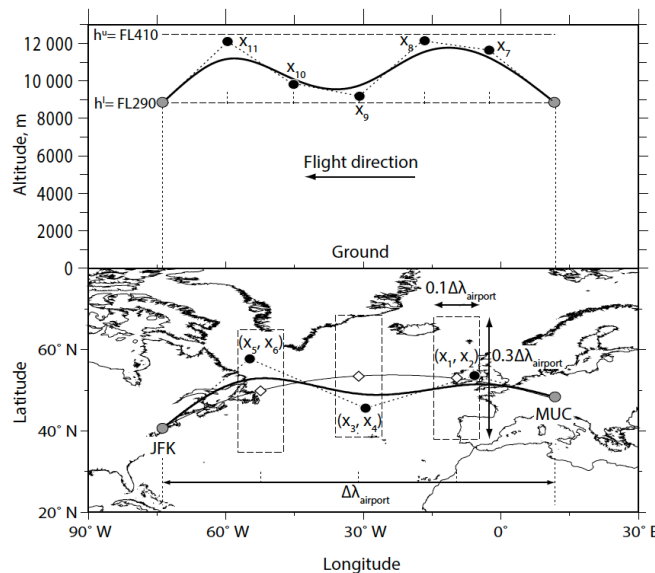 hᵘ= FL410
12 000
x₁₁
x₈
x₇
10 000
x₁₀
hˡ= FL290
x₉
8000
Altitude, m
6000
Flight direction
4000
2000
Ground
0
0.1Δλairport
60° N
(x₅, x₆)
(x₁, x₂)
0.3Δλairport
Latitude
(x₃, x₄)
MUC
40° N
JFK
Δλairport
20° N
90° W
60° W
30° W
0°
30° E
Longitude